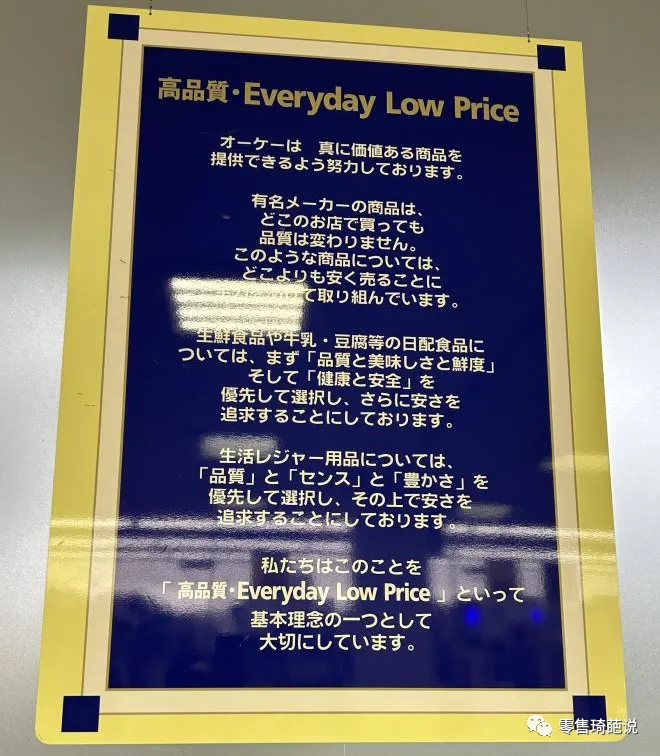 高品質・Everyday Low Price
オーケーは　真に価値ある商品を
提供できるよう努力しております。
有名メーカーの商品は、
どこのお店で買っても
品質は変わりません。
このような商品については、
どこよりも安く売ることに
けて取り組んでいます。
生鮮食品や牛乳・豆腐等の日配食品に
ついては、まず「品質と美味しさと鮮度」
そして「健康と安全」を
優先して選択し、さらに安さを
追求することにしております。
生活レジャー用品については、
「品質」と「センス」と「豊かさ」を
優先して選択し、その上で安さを
追求することにしております。
私たちはこのことを
「高品質・Everyday Low Price」といって
基本理念の一つとして
大切にしています。
零售琦葩说